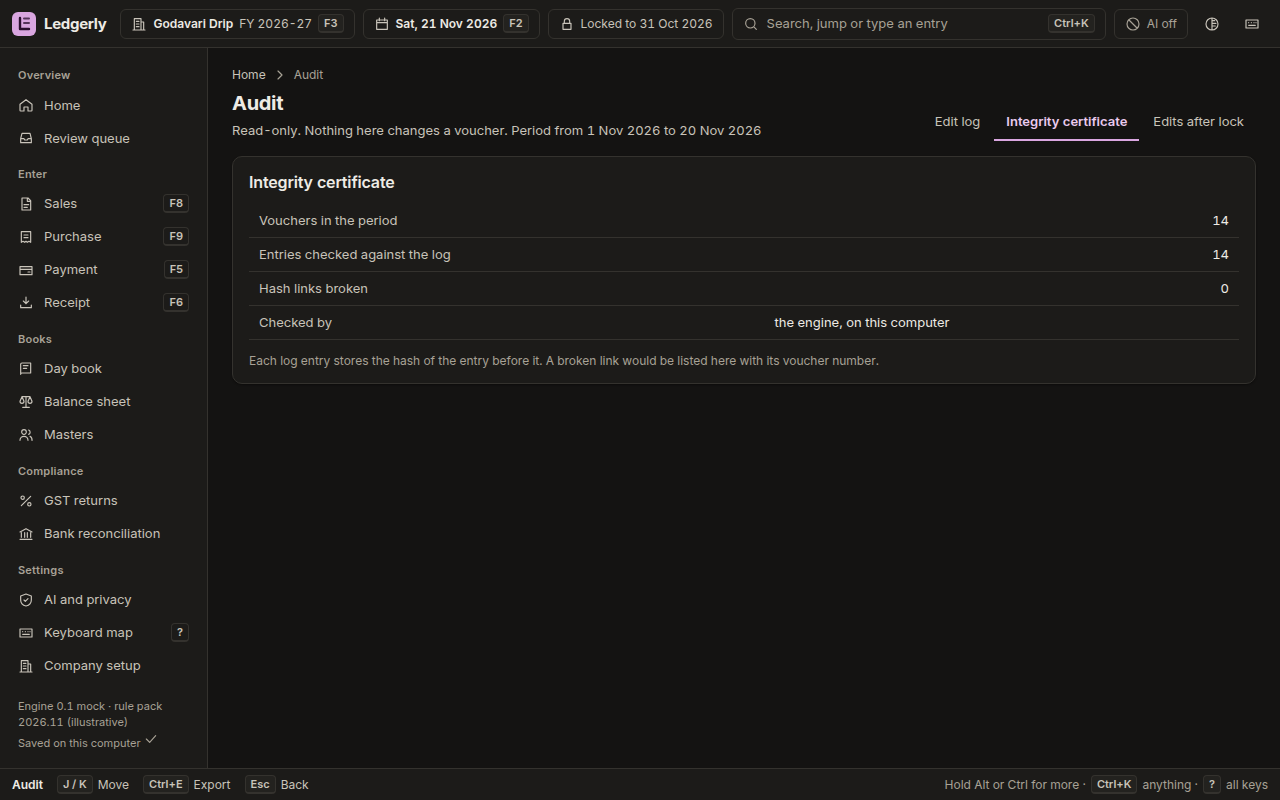 Ledgerly
Godavari Drip FY 2026-27 F3
Sat, 21 Nov 2026 F2
Locked to 31 Oct 2026
Search, jump or type an entry Ctrl+K
AI off
Overview
Home
Review queue
Enter
Sales F8
Purchase F9
Payment F5
Receipt F6
Books
Day book
Balance sheet
Masters
Compliance
GST returns
Bank reconciliation
Settings
AI and privacy
Keyboard map ?
Company setup
Engine 0.1 mock · rule pack
2026.11 (illustrative)
Saved on this computer
Home Audit
Audit
Read-only. Nothing here changes a voucher. Period from 1 Nov 2026 to 20 Nov 2026
Edit log Integrity certificate Edits after lock
Integrity certificate
Vouchers in the period 14
Entries checked against the log 14
Hash links broken 0
Checked by the engine, on this computer
Each log entry stores the hash of the entry before it. A broken link would be listed here with its voucher number.
Audit J / K Move Ctrl+E Export Esc Back
Hold Alt or Ctrl for more · Ctrl+K anything · ? all keys